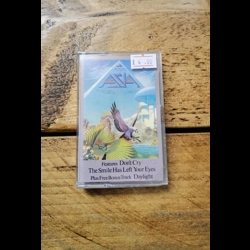 ASIA
Features Don't Cry
The Smile Has Left Your Eyes
Plus Free Bonus Track Daylight